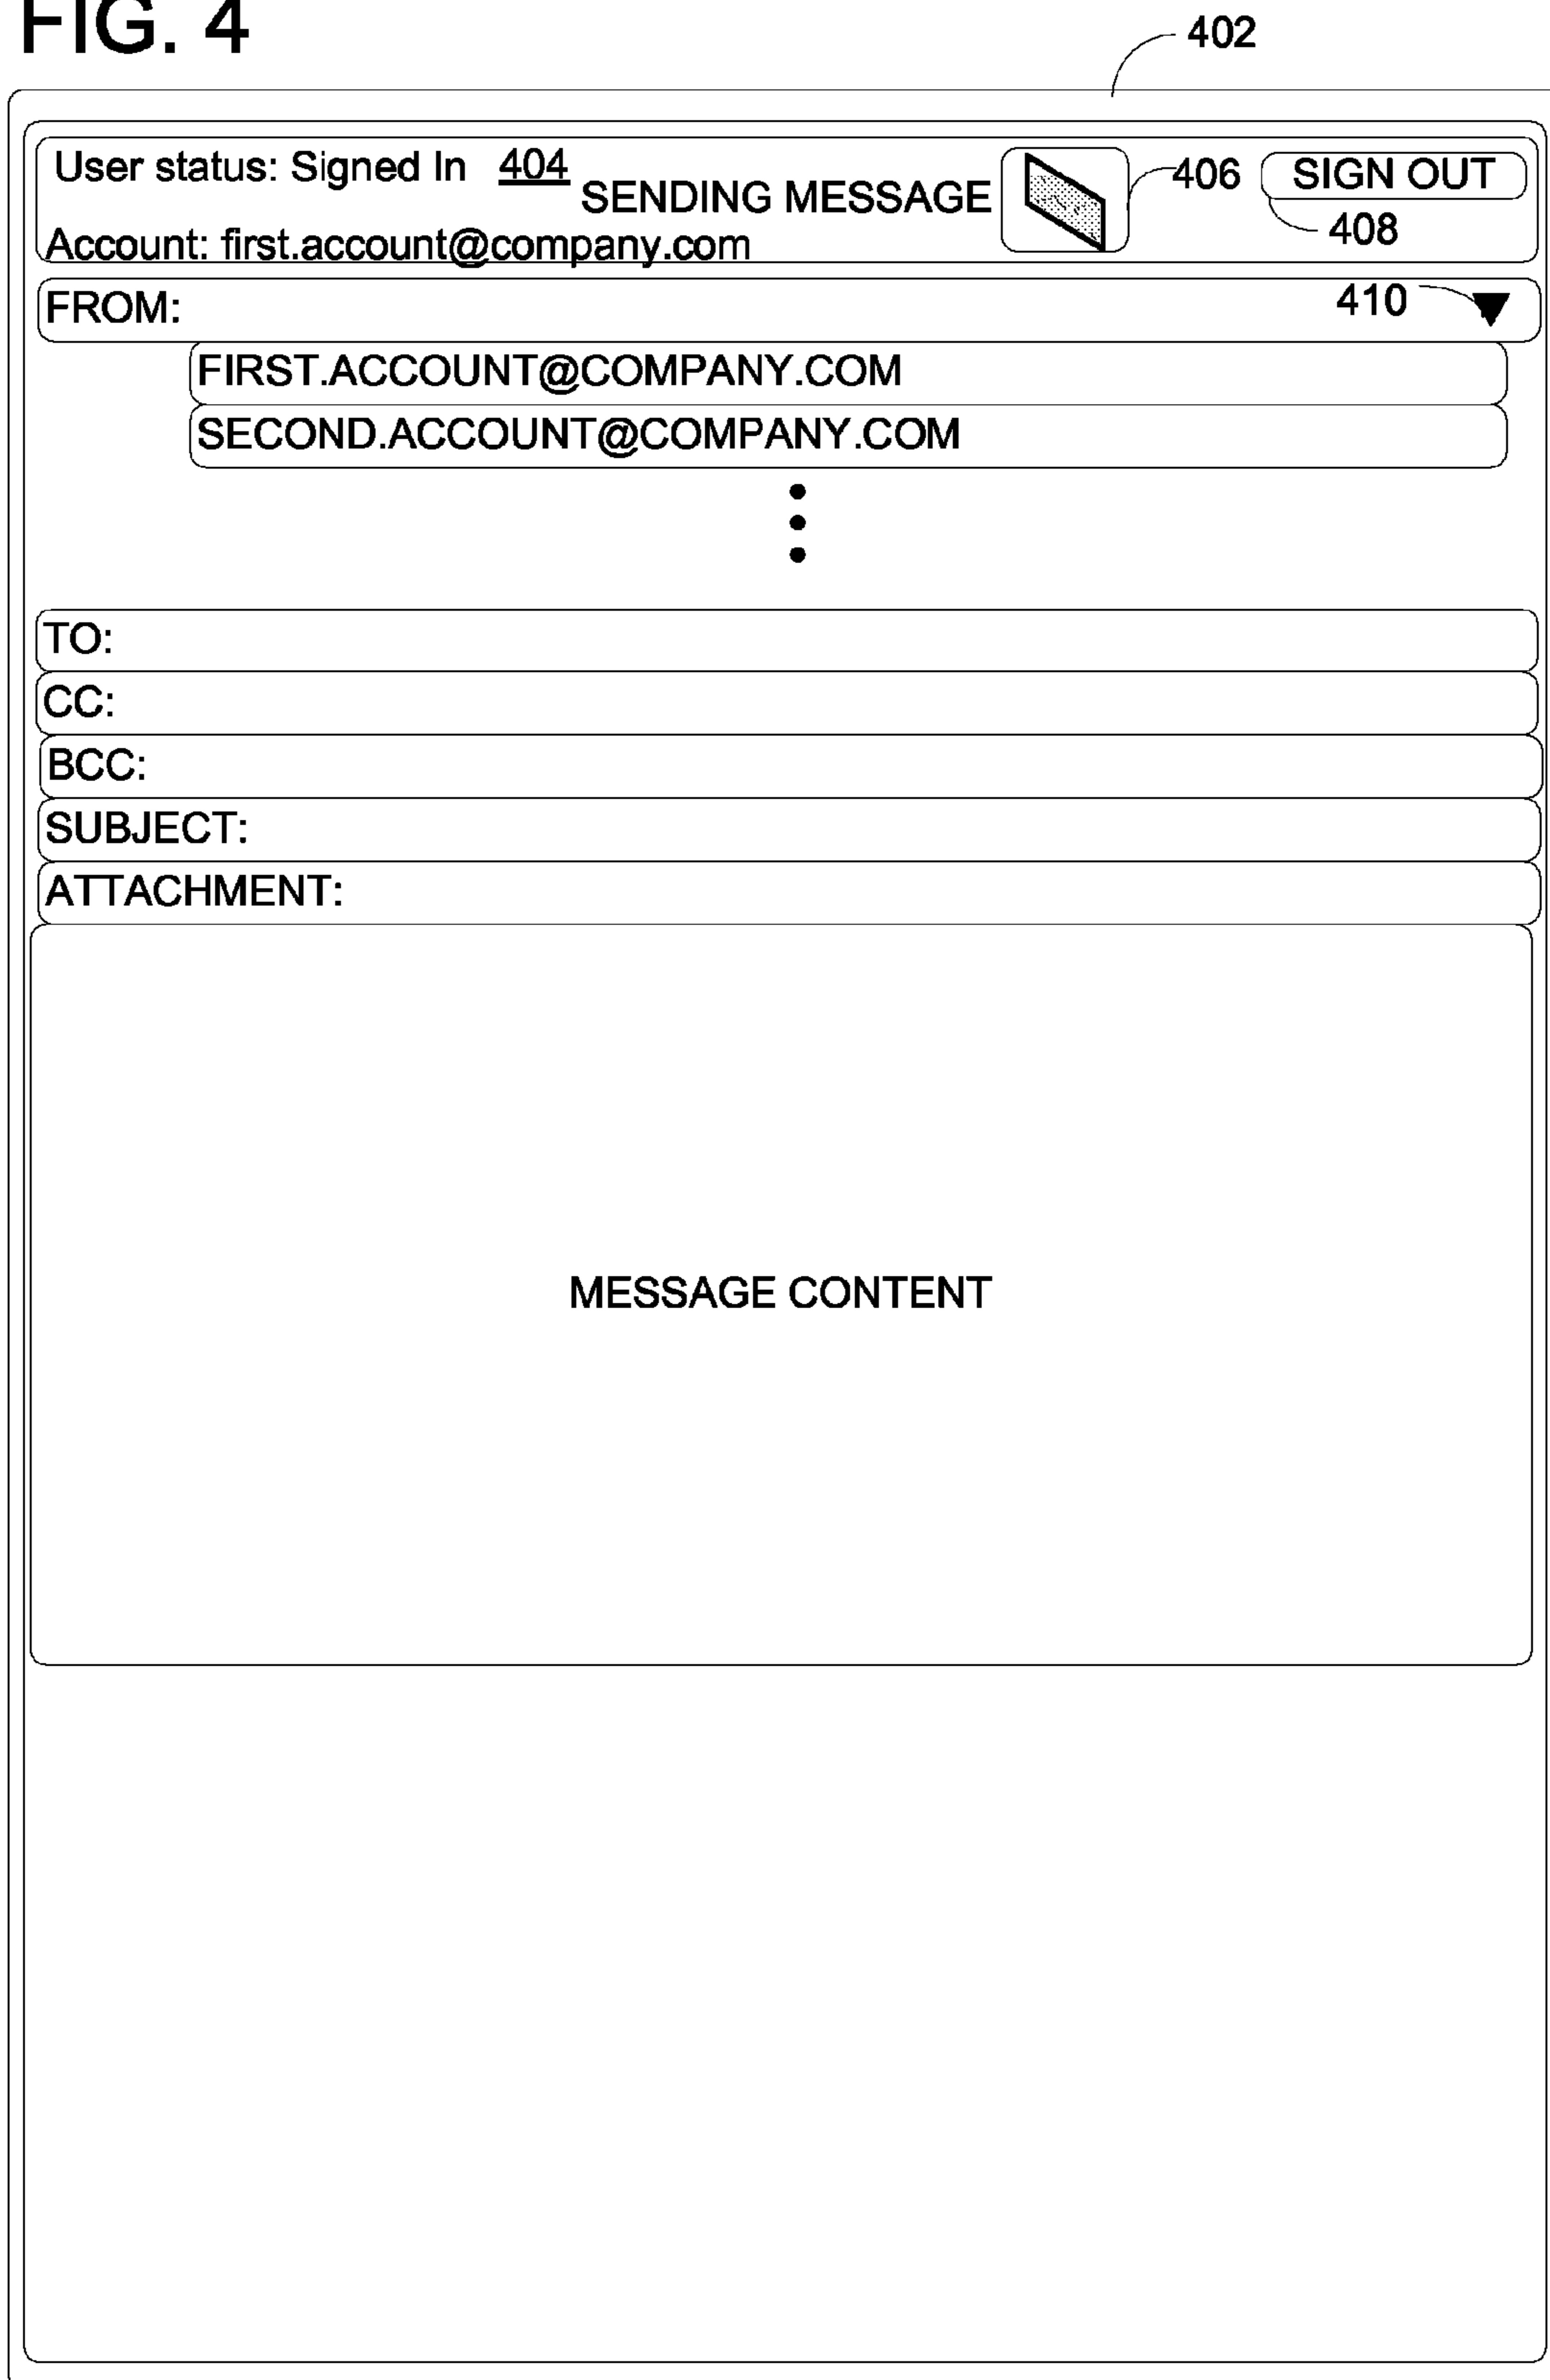 FIG. 4
402
User status: Signed In 404
SENDING MESSAGE
406
SIGN OUT
408
Account: first.account@company.com
FROM:
410
FIRST.ACCOUNT@COMPANY.COM
SECOND.ACCOUNT@COMPANY.COM
TO:
CC:
BCC:
SUBJECT:
ATTACHMENT:
MESSAGE CONTENT